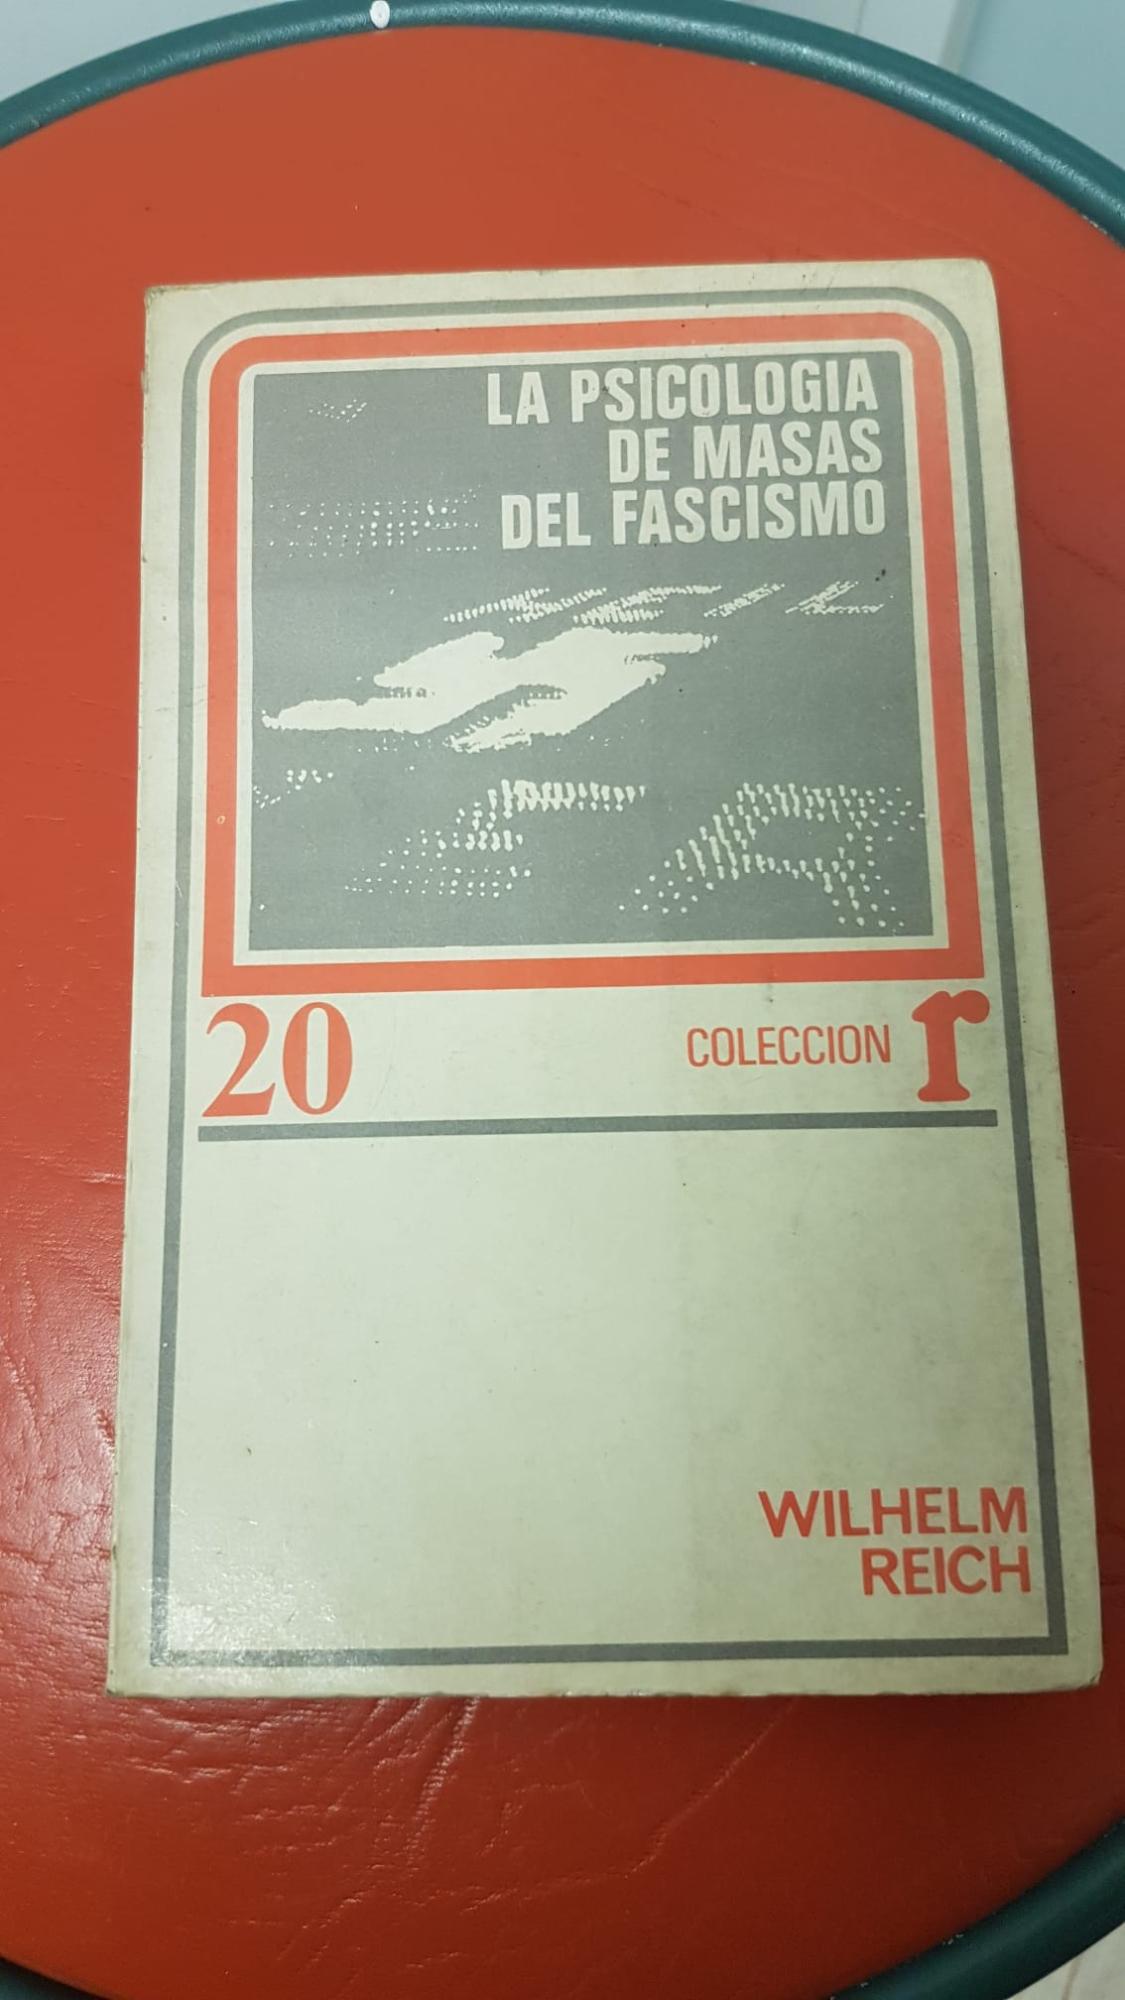 LA PSICOLOGIA
DE MASAS
DEL FASCISMO
20
COLECCION r
WILHELM
REICH